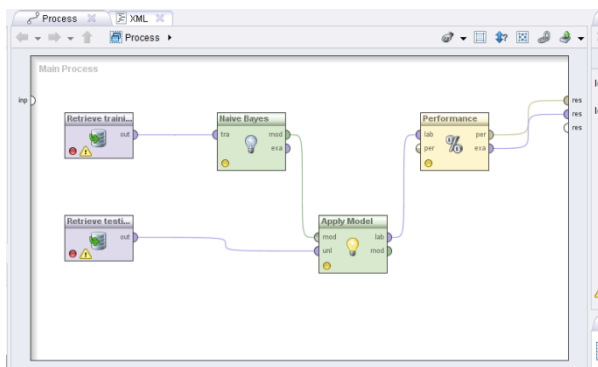 Process XML
Process
Main Process
inp
res
res
res
Retrieve traini...
out
Naive Bayes
tra mod
exa
Performance
lab per
per exa
Retrieve testi...
out
Apply Model
mod lab
unl mod